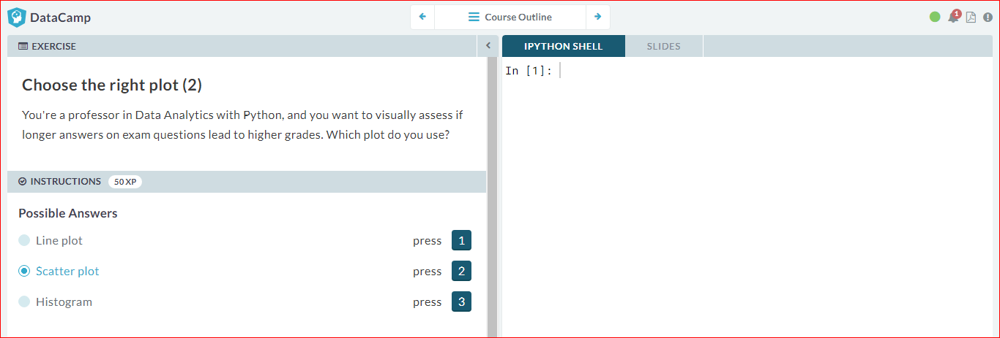 DataCamp
Course Outline
1
EXERCISE
IPYTHON SHELL
SLIDES
Choose the right plot (2)
You're a professor in Data Analytics with Python, and you want to visually assess if
longer answers on exam questions lead to higher grades. Which plot do you use?
In [1]:
INSTRUCTIONS 50 XP
Possible Answers
Line plot press 1
Scatter plot press 2
Histogram press 3